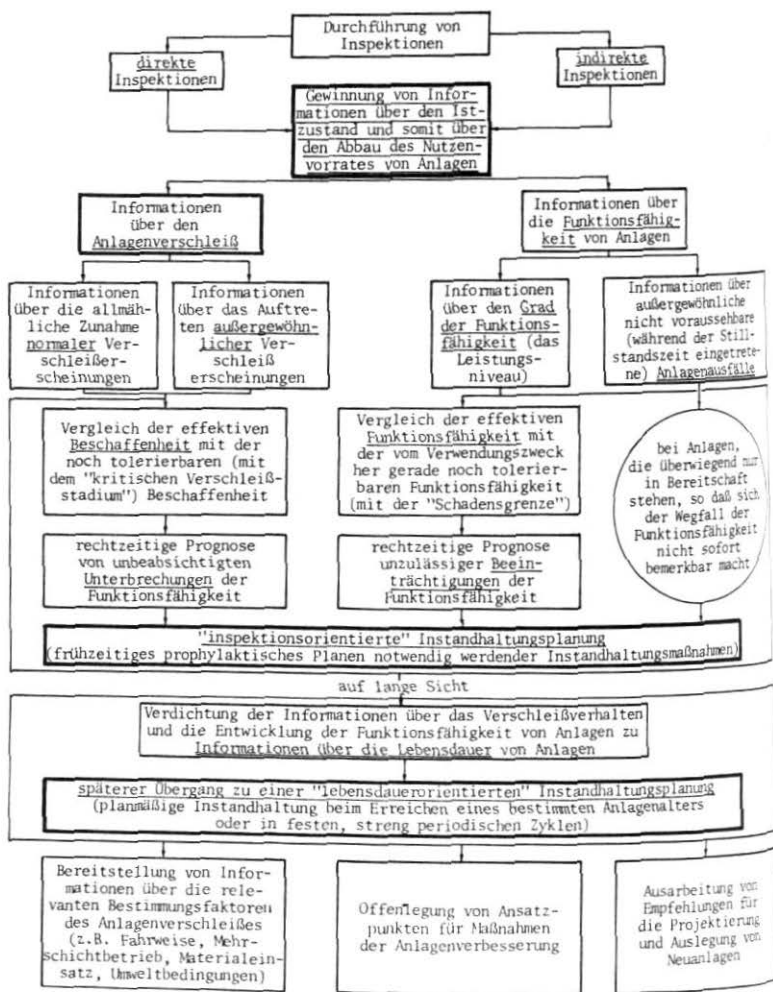 Durchführung von
Inspektionen
direkte
Inspektionen
indirekte
Inspektionen
Gewinnung von Infor-
mationen über den Ist-
zustand und somit über
den Abbau des Nutzen-
vorrates von Anlagen
Informationen
über den
Anlagenverschleiß
Informationen über
die Funktionsfähig-
keit von Anlagen
Informationen
über die allmäh-
liche Zunahme
normaler Ver-
schleißer-
scheinungen
Informationen
über das Auftre-
ten außergewöhn-
licher Ver-
schleiß
erscheinungen
Informationen
über den Grad
der Funktions-
fähigkeit (das
Leistungs-
niveau)
Informationen über
außergewöhnliche
nicht voraussehbare
(während der Still-
standszeit eingetrete-
ne) Anlagenausfälle
Vergleich der effektiven
Beschaffenheit mit der
noch tolerierbaren (mit
dem "kritischen Verschleiß-
stadium") Beschaffenheit
Vergleich der effektiven
Funktionsfähigkeit mit
der vom Verwendungszweck
her gerade noch tolerier-
baren Funktionsfähigkeit
(mit der "Schadensgrenze")
bei Anlagen,
die überwiegend nur
in Bereitschaft
stehen, so daß sich
der Wegfall der
Funktionsfähigkeit
nicht sofort
bemerkbar macht
rechtzeitige Prognose
von unbeabsichtigten
Unterbrechungen der
Funktionsfähigkeit
rechtzeitige Prognose
unzulässiger Beein-
trächtigungen der
Funktionsfähigkeit
"inspektionsorientierte" Instandhaltungsplanung
(frühzeitiges prophylaktisches Planen notwendig werdender Instandhaltungsmaßnahmen)
auf lange Sicht
Verdichtung der Informationen über das Verschleißverhalten
und die Entwicklung der Funktionsfähigkeit von Anlagen zu
Informationen über die Lebensdauer von Anlagen
späterer Übergang zu einer "lebensdauerorientierten" Instandhaltungsplanung
(planmäßige Instandhaltung beim Erreichen eines bestimmten Anlagenalters
oder in festen, streng periodischen Zyklen)
Bereitstellung von Infor-
mationen über die rele-
vanten Bestimmungsfaktoren
des Anlagenverschleißes
(z.B. Fahrweise, Mehr-
schichtbetrieb, Materialein-
satz, Umweltbedingungen)
Offenlegung von Ansatz-
punkten für Maßnahmen
der Anlagenverbesserung
Ausarbeitung von
Empfehlungen für
die Projektierung
und Auslegung von
Neuanlagen